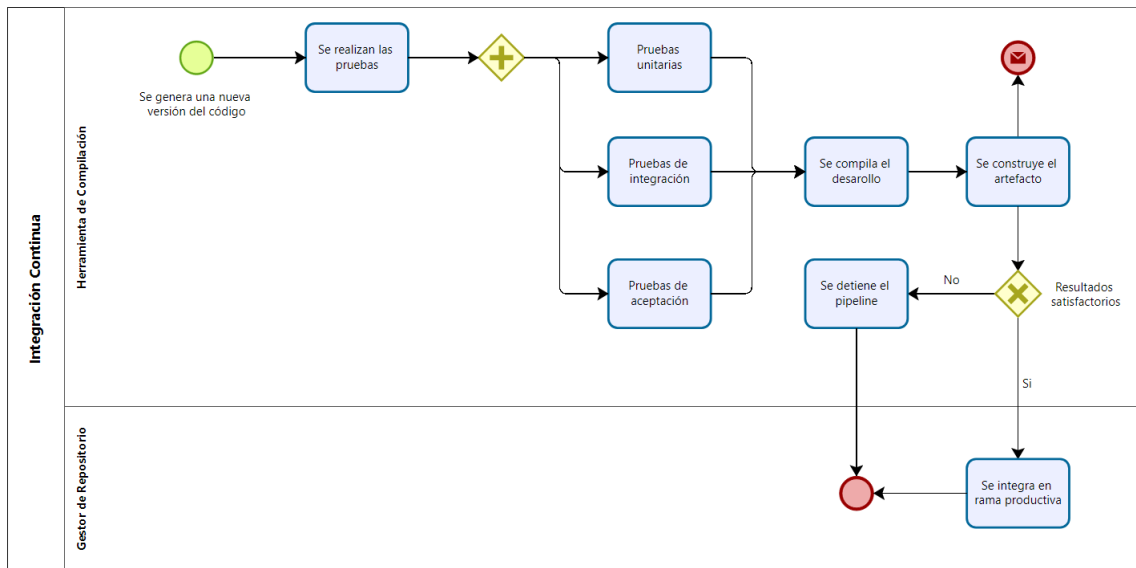 Integración Continua
Herramienta de Compilación
Se genera una nueva
versión del código
Se realizan las
pruebas
Pruebas
unitarias
Pruebas de
integración
Pruebas de
aceptación
Se compila el
desarollo
Se construye el
artefacto
Resultados
satisfactorios
No
Se detiene el
pipeline
Si
Gestor de Repositorio
Se integra en
rama productiva